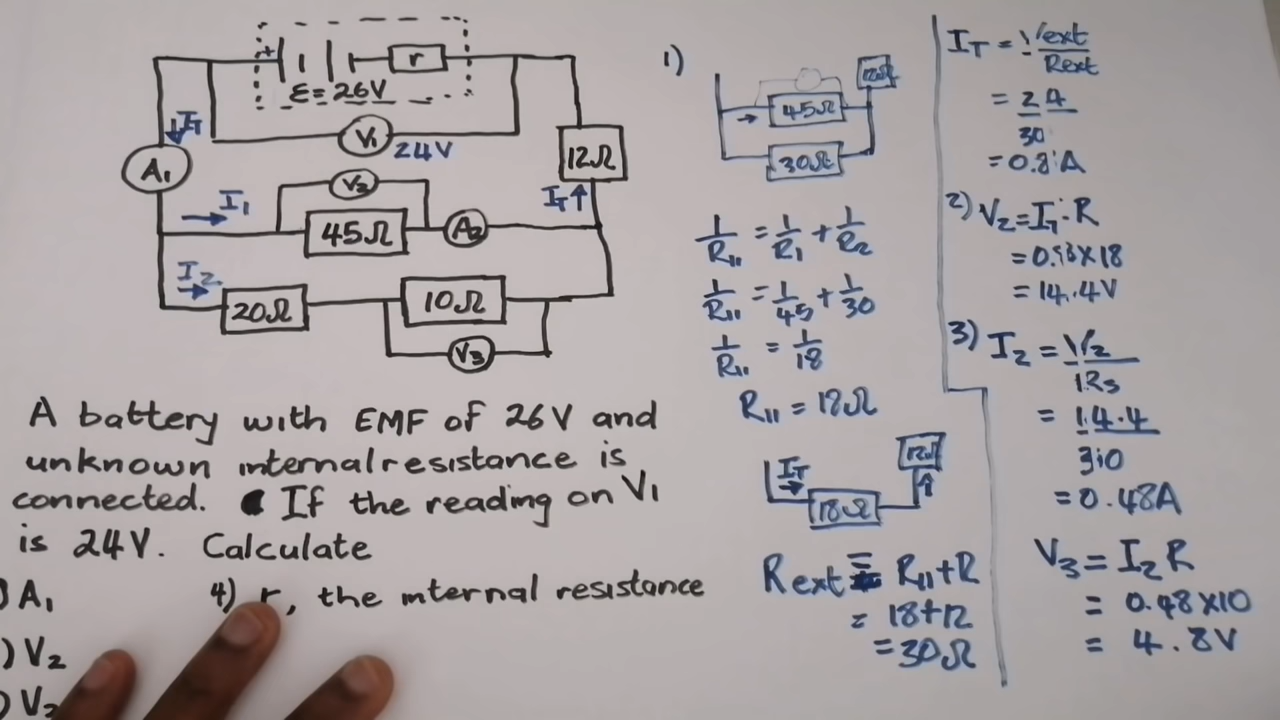 +
r
ε = 26V
I_T
V₁
24V
A₁
12Ω
I_T
I₁
V₂
45Ω
A₂
I₂
20Ω
10Ω
V₃
A battery with EMF of 26V and
unknown internal resistance is
connected. If the reading on V₁
is 24V. Calculate
) A₁
4) r, the internal resistance
) V₂
) V
1)
12Ω
45Ω
30Ω
1/R₁₁ = 1/R₁ + 1/R₂
1/R₁₁ = 1/45 + 1/30
1/R₁₁ = 1/18
R₁₁ = 18Ω
I_T
12Ω
18Ω
Rext = R₁₁ + R
= 18 + 12
= 30Ω
I_T = Vext/Rext
= 24/30
= 0.8A
2) V₂ = I_T · R
= 0.8 × 18
= 14.4V
3) I₂ = V₂/Rs
= 14.4/30
= 0.48A
V₃ = I₂R
= 0.48 × 10
= 4.8V